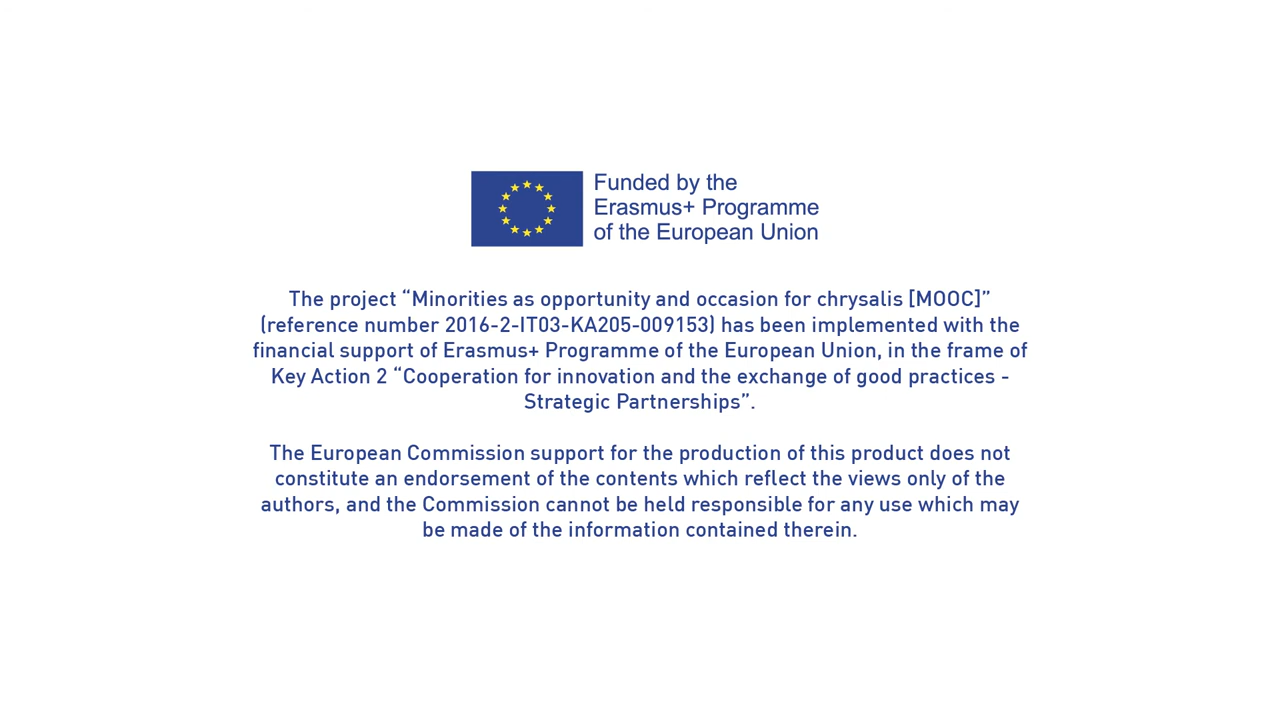 Funded by the
Erasmus+ Programme
of the European Union
The project “Minorities as opportunity and occasion for chrysalis [MOOC]”
(reference number 2016-2-IT03-KA205-009153) has been implemented with the
financial support of Erasmus+ Programme of the European Union, in the frame of
Key Action 2 “Cooperation for innovation and the exchange of good practices -
Strategic Partnerships”.
The European Commission support for the production of this product does not
constitute an endorsement of the contents which reflect the views only of the
authors, and the Commission cannot be held responsible for any use which may
be made of the information contained therein.